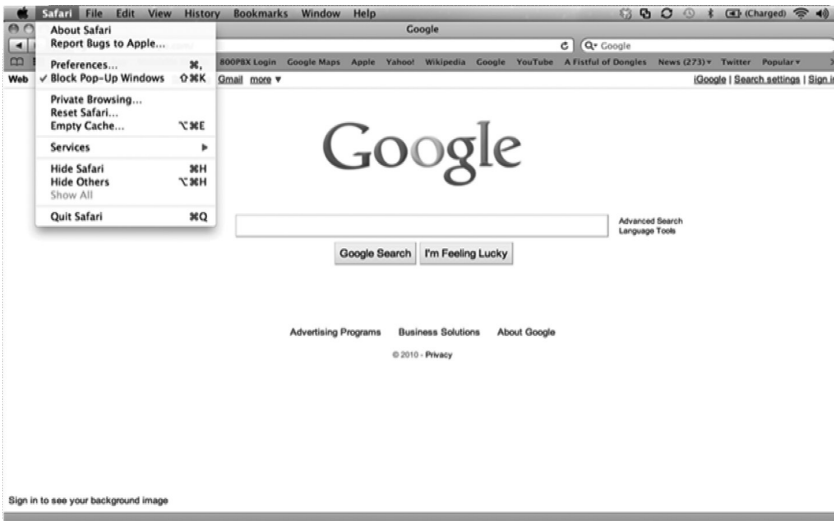 Safari File Edit View History Bookmarks Window Help (Charged)
Google
Google
800PBX Login Google Maps Apple Yahoo! Wikipedia Google YouTube A Fistful of Dongles News (273) Twitter Popular
Web Gmail more iGoogle | Search settings | Sign in
About Safari
Report Bugs to Apple...
Preferences... ⌘,
✓ Block Pop-Up Windows ⇧⌘K
Private Browsing...
Reset Safari...
Empty Cache... ⌥⌘E
Services
Hide Safari ⌘H
Hide Others ⌥⌘H
Show All
Quit Safari ⌘Q
Google
Advanced Search
Language Tools
Google Search I'm Feeling Lucky
Advertising Programs Business Solutions About Google
© 2010 - Privacy
Sign in to see your background image